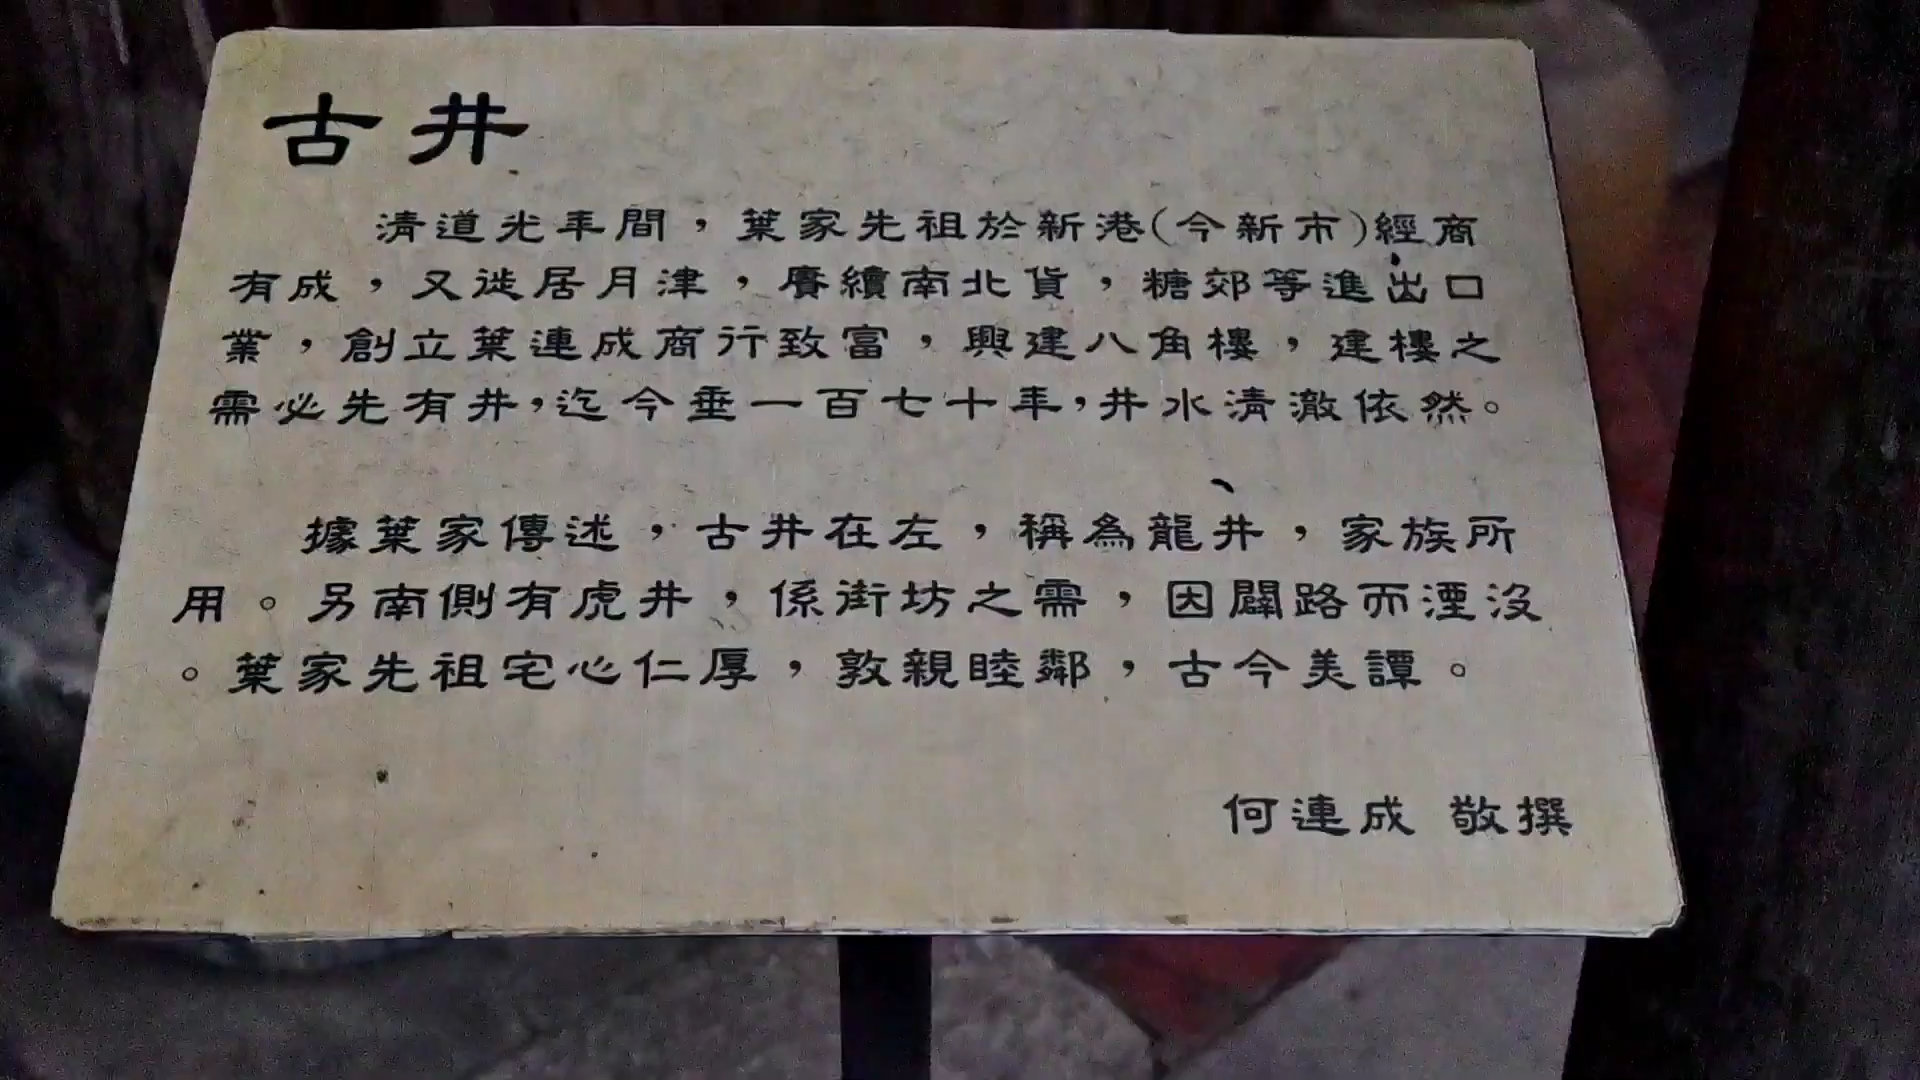 古井
清道光年間，葉家先祖於新港(今新市)經商
有成，又徙居月津，賡續南北貨，糖郊等進出口
業，創立葉連成商行致富，興建八角樓，建樓之
需必先有井，迄今垂一百七十年，井水清澈依然。
據葉家傳述，古井在左，稱為龍井，家族所
用。另南側有虎井，係街坊之需，因闢路而湮沒
。葉家先祖宅心仁厚，敦親睦鄰，古今美譚。
何連成 敬撰